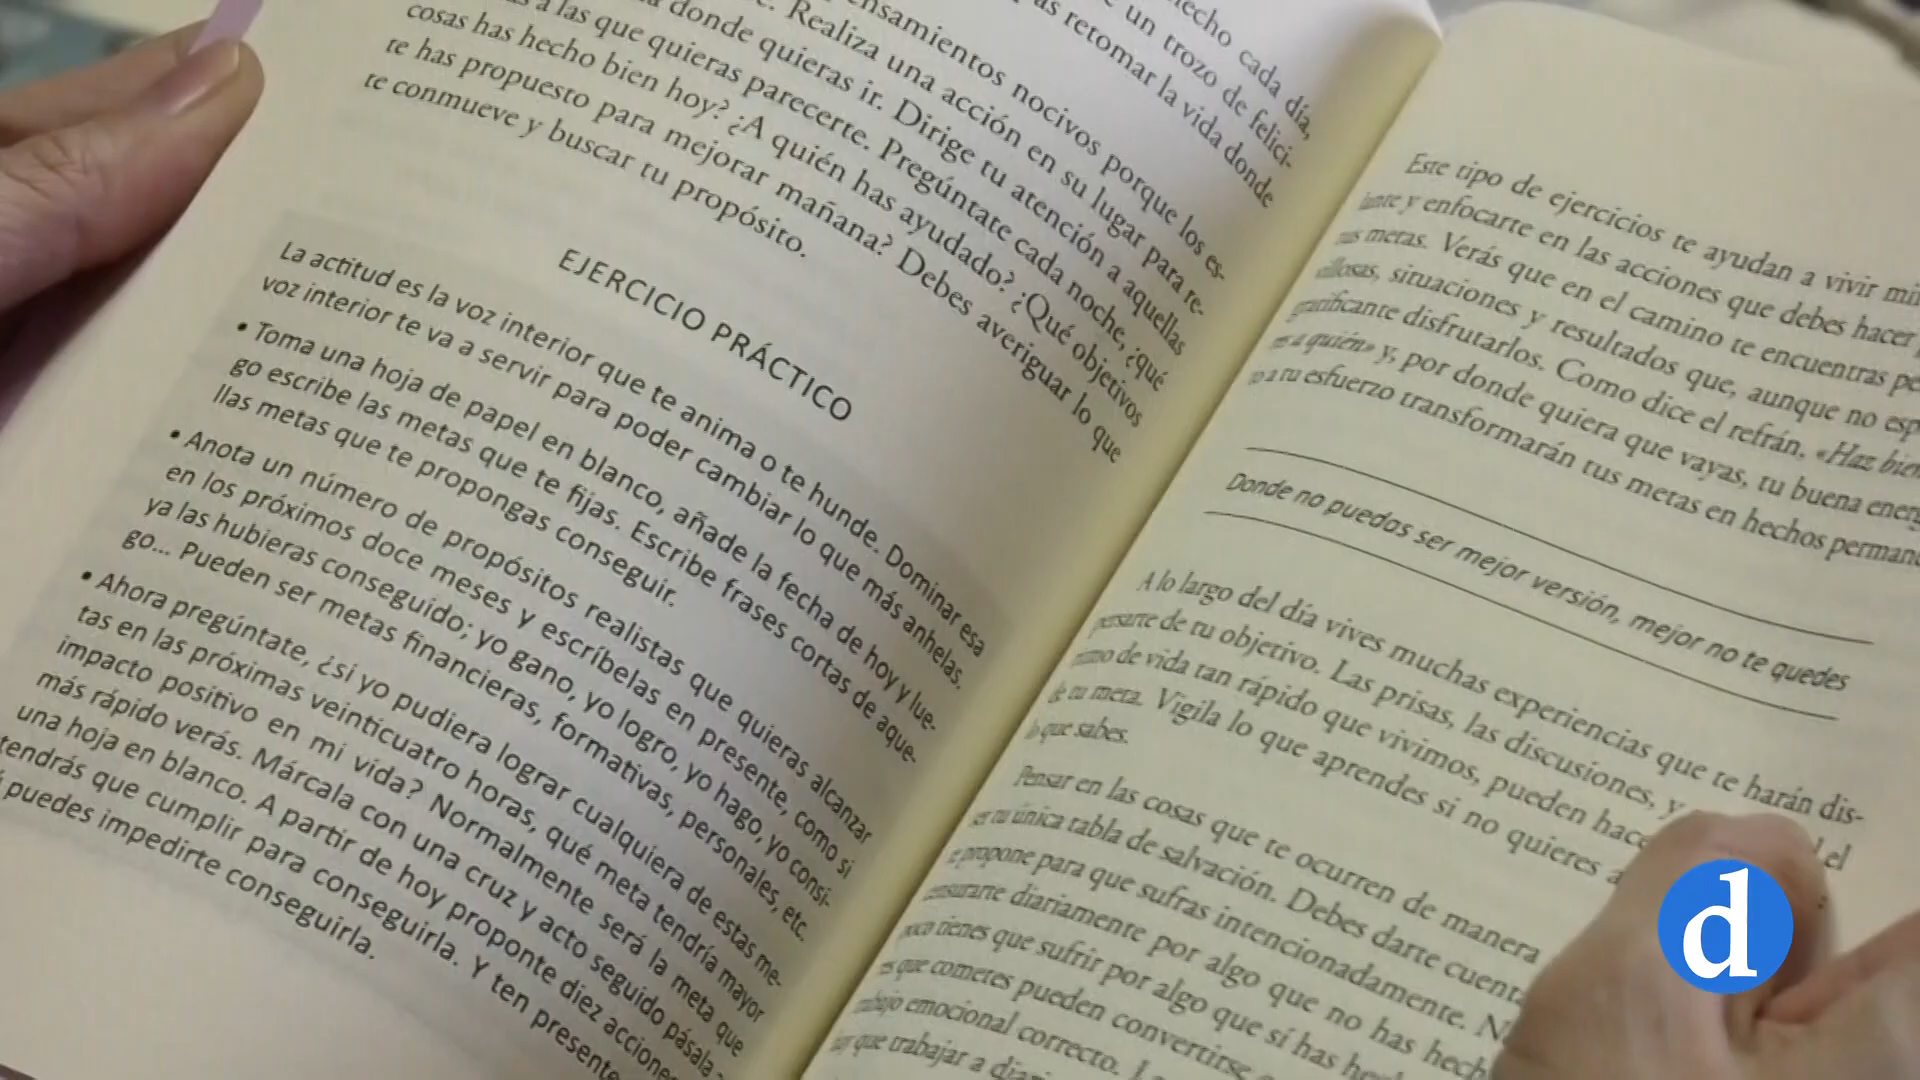 hecho cada día,
un trozo de felici-
retomar la vida donde
nsamientos nocivos porque los es-
Realiza una acción en su lugar para re-
donde quieras ir. Dirige tu atención a aquellas
a las que quieras parecerte. Pregúntate cada noche, ¿qué
cosas has hecho bien hoy? ¿A quién has ayudado? ¿Qué objetivos
te has propuesto para mejorar mañana? Debes averiguar lo que
te conmueve y buscar tu propósito.
EJERCICIO PRÁCTICO
La actitud es la voz interior que te anima o te hunde. Dominar esa
voz interior te va a servir para poder cambiar lo que más anhelas.
• Toma una hoja de papel en blanco, añade la fecha de hoy y lue-
go escribe las metas que te fijas. Escribe frases cortas de aque-
llas metas que te propongas conseguir.
• Anota un número de propósitos realistas que quieras alcanzar
en los próximos doce meses y escríbelas en presente, como si
ya las hubieras conseguido; yo gano, yo logro, yo hago, yo consi-
go... Pueden ser metas financieras, formativas, personales, etc.
• Ahora pregúntate, ¿si yo pudiera lograr cualquiera de estas me-
tas en las próximas veinticuatro horas, qué meta tendría mayor
impacto positivo en mi vida? Normalmente será la meta que
más rápido verás. Márcala con una cruz y acto seguido pásala
una hoja en blanco. A partir de hoy proponte diez acciones
tendrás que cumplir para conseguirla. Y ten presente
puedes impedirte conseguirla.
Este tipo de ejercicios te ayudan a vivir
lante y enfocarte en las acciones que debes hacer
tus metas. Verás que en el camino te encuentras
situaciones y resultados que, aunque no
gratificante disfrutarlos. Como dice el refrán, «Haz bien
a quién» y, por donde quiera que vayas, tu buena
a tu esfuerzo transformarán tus metas en hechos
Donde no puedas ser mejor versión, mejor no te quedes
A lo largo del día vives muchas experiencias que te harán dis-
persarte de tu objetivo. Las prisas, las discusiones, y el
ritmo de vida tan rápido que vivimos, pueden
de tu meta. Vigila lo que aprendes si no quieres
lo que sabes.
Pensar en las cosas que te ocurren de manera
ser tu única tabla de salvación. Debes darte
te propone para que sufras intencionadamente.
censurarte diariamente por algo que no has
poco tienes que sufrir por algo que sí has
es que cometes pueden convertirse
trabajo emocional correcto.
hay que trabajar a
d